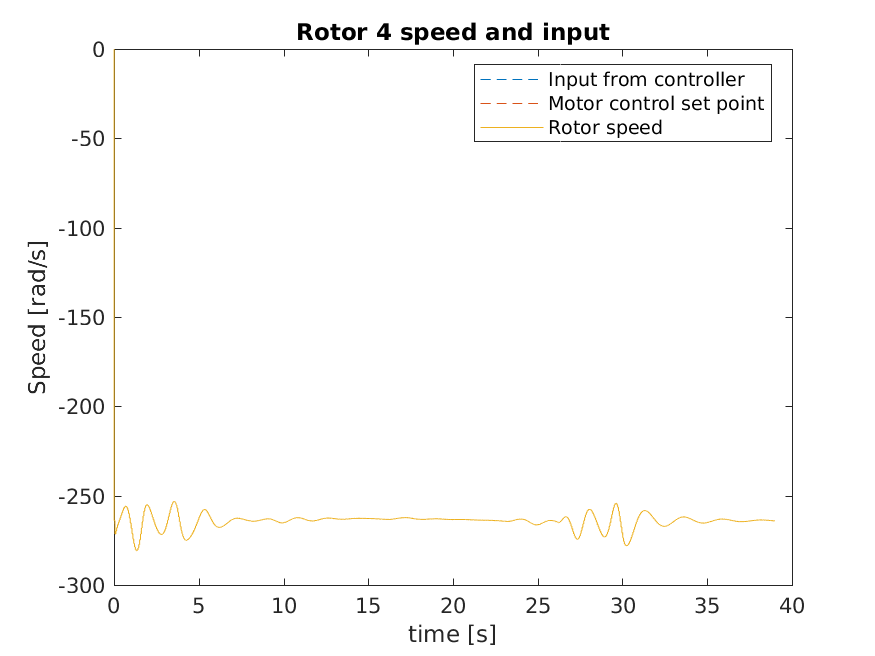 Rotor 4 speed and input
Input from controller
Motor control set point
Rotor speed
0
-50
-100
-150
-200
-250
-300
Speed [rad/s]
0 5 10 15 20 25 30 35 40
time [s]